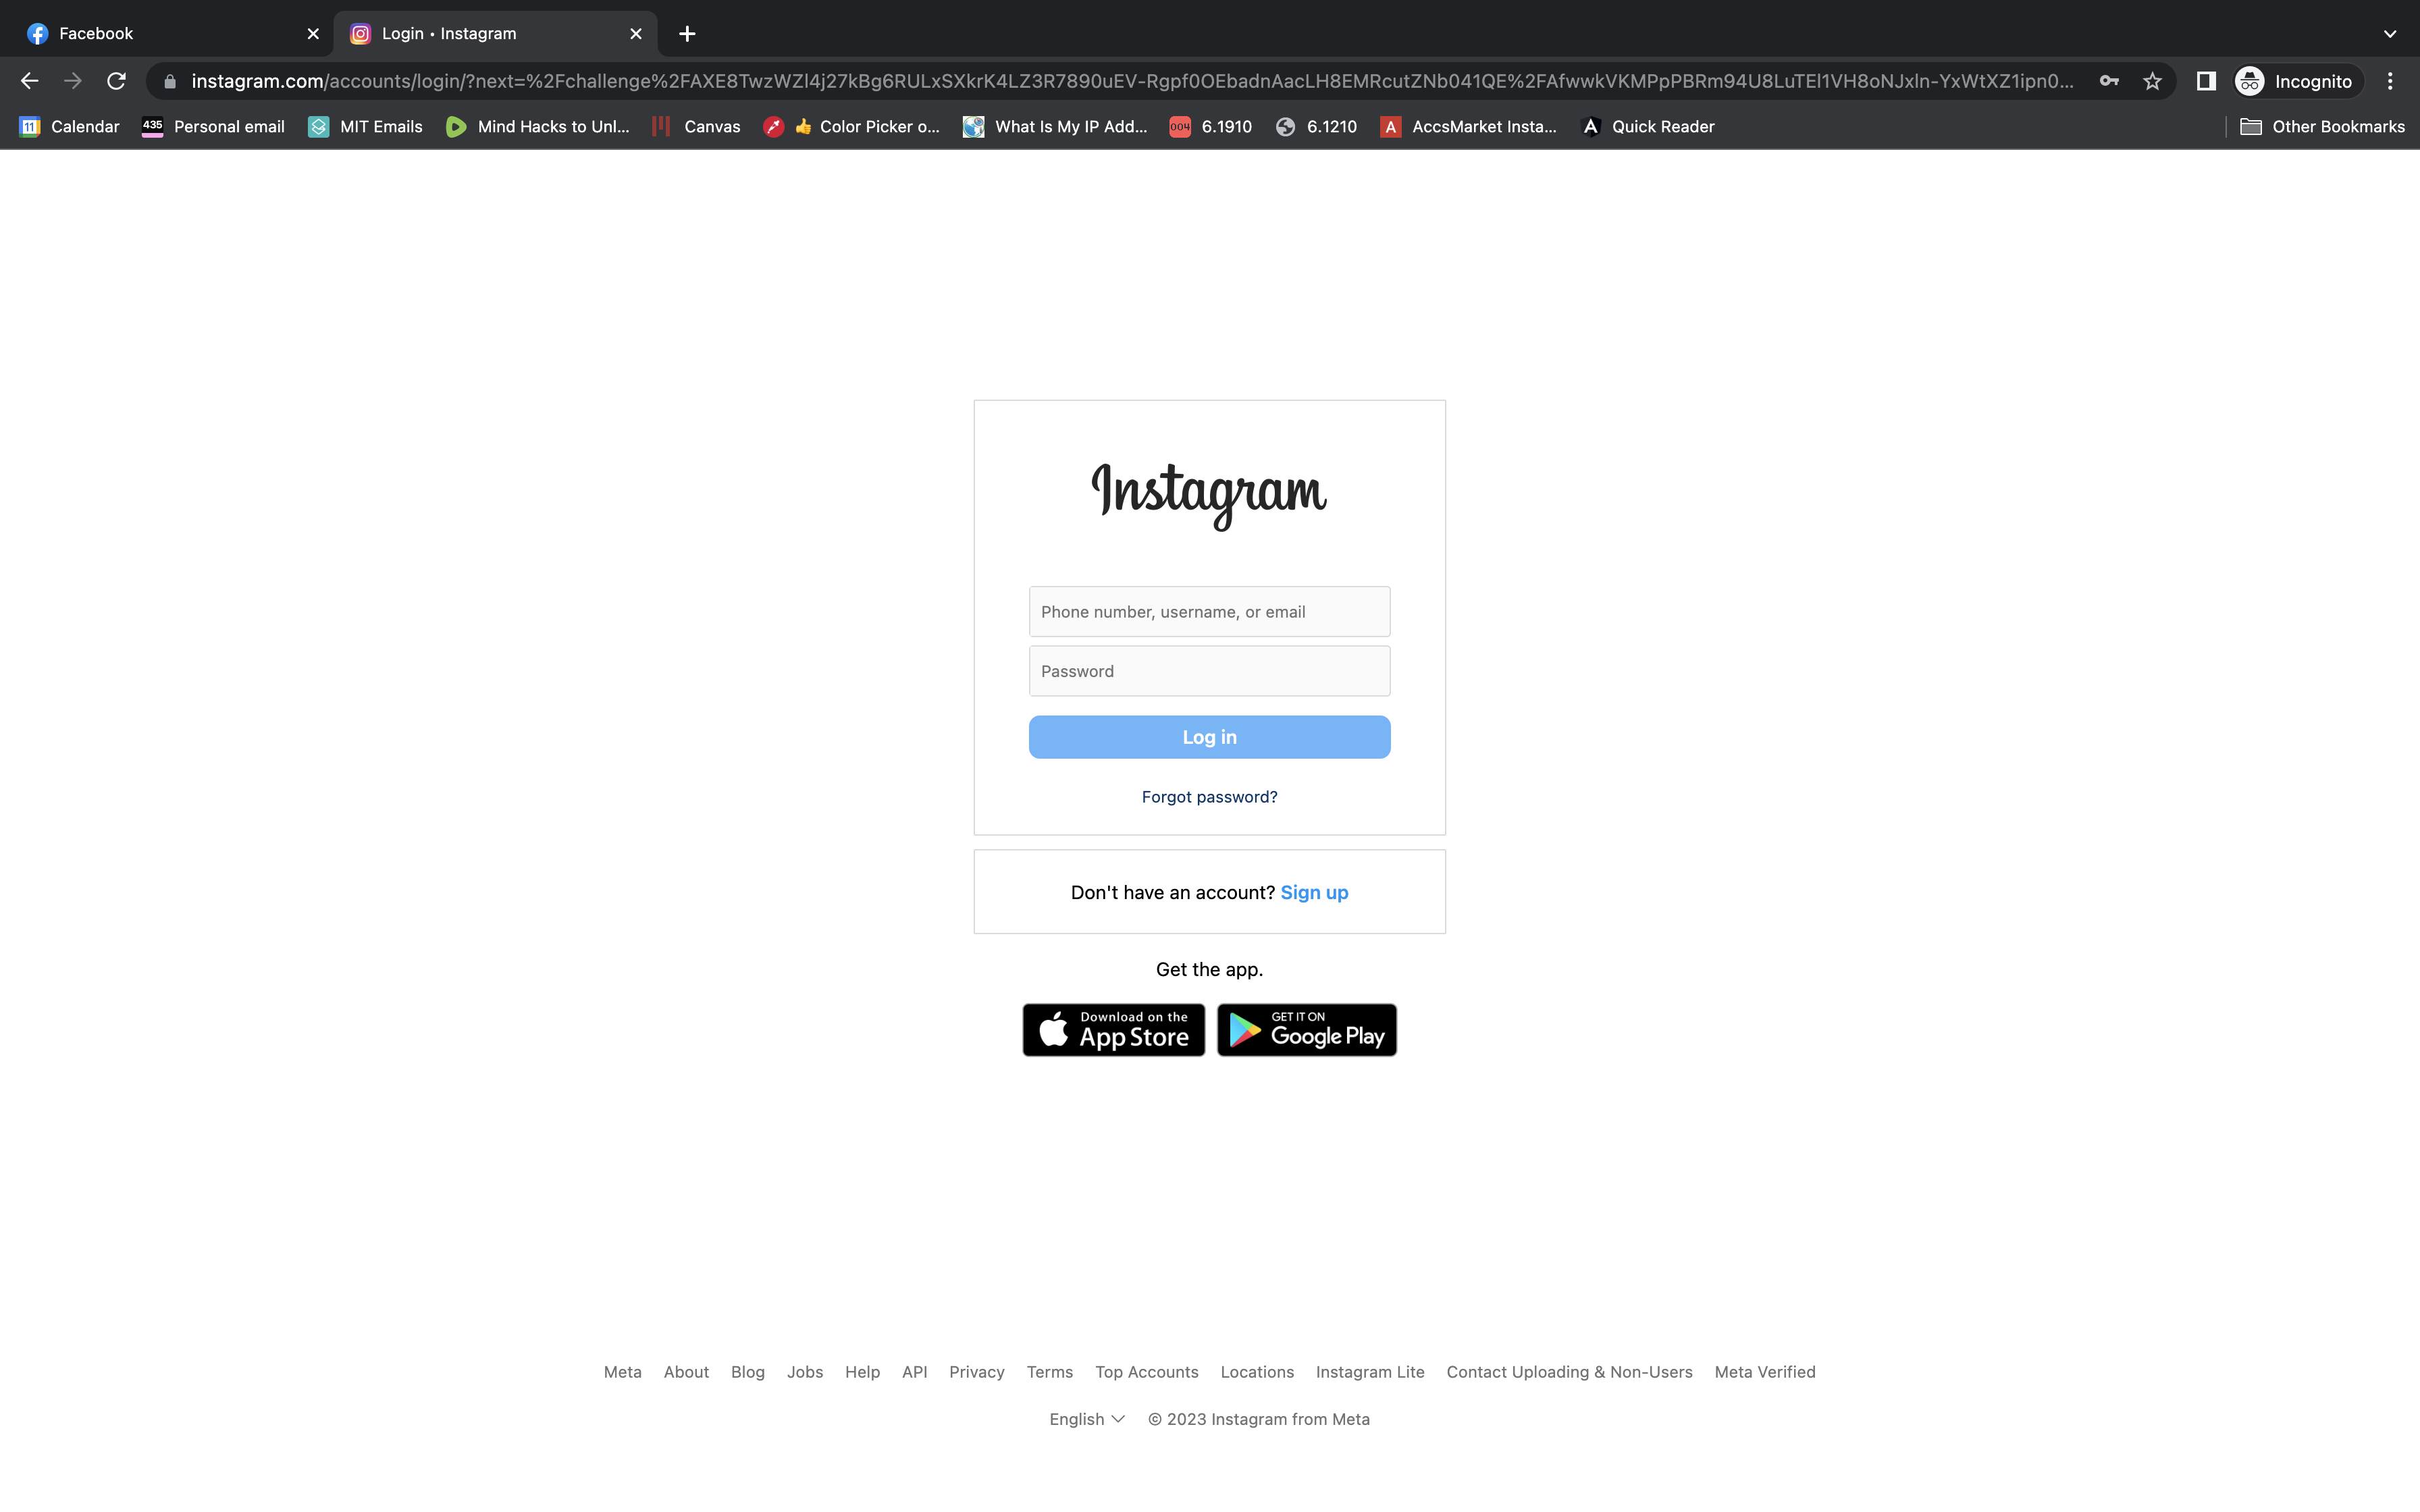 Facebook
Login • Instagram
instagram.com/accounts/login/?next=%2Fchallenge%2FAXE8TwzWZl4j27kBg6RULxSXkrK4LZ3R7890uEV-Rgpf0OEbadnAacLH8EMRcutZNb041QE%2FAfwwkVKMPpPBRm94U8LuTEl1VH8oNJxln-YxWtXZ1ipn0...
Incognito
11 Calendar 435 Personal email MIT Emails Mind Hacks to Unl... Canvas 👍 Color Picker o... What Is My IP Add... 004 6.1910 6.1210 A AccsMarket Insta... Quick Reader Other Bookmarks
Instagram
Phone number, username, or email
Password
Log in
Forgot password?
Don't have an account? Sign up
Get the app.
Download on the
App Store
GET IT ON
Google Play
Meta About Blog Jobs Help API Privacy Terms Top Accounts Locations Instagram Lite Contact Uploading & Non-Users Meta Verified
English © 2023 Instagram from Meta